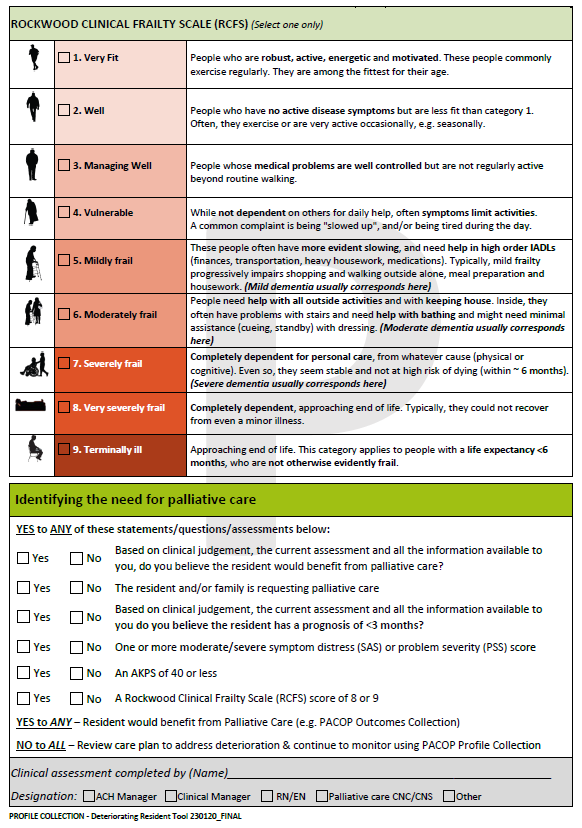 ROCKWOOD CLINICAL FRAILTY SCALE (RCFS) (Select one only)
1. Very Fit
People who are robust, active, energetic and motivated. These people commonly
exercise regularly. They are among the fittest for their age.
2. Well
People who have no active disease symptoms but are less fit than category 1.
Often, they exercise or are very active occasionally, e.g. seasonally.
3. Managing Well
People whose medical problems are well controlled but are not regularly active
beyond routine walking.
4. Vulnerable
While not dependent on others for daily help, often symptoms limit activities.
A common complaint is being "slowed up", and/or being tired during the day.
5. Mildly frail
These people often have more evident slowing, and need help in high order IADLs
(finances, transportation, heavy housework, medications). Typically, mild frailty
progressively impairs shopping and walking outside alone, meal preparation and
housework. (Mild dementia usually corresponds here)
6. Moderately frail
People need help with all outside activities and with keeping house. Inside, they
often have problems with stairs and need help with bathing and might need minimal
assistance (cueing, standby) with dressing. (Moderate dementia usually corresponds
here)
7. Severely frail
Completely dependent for personal care, from whatever cause (physical or
cognitive). Even so, they seem stable and not at high risk of dying (within ~ 6 months).
(Severe dementia usually corresponds here)
8. Very severely frail
Completely dependent, approaching end of life. Typically, they could not recover
from even a minor illness.
9. Terminally ill
Approaching end of life. This category applies to people with a life expectancy <6
months, who are not otherwise evidently frail.
Identifying the need for palliative care
YES to ANY of these statements/questions/assessments below:
Yes No Based on clinical judgement, the current assessment and all the information available to
you, do you believe the resident would benefit from palliative care?
Yes No The resident and/or family is requesting palliative care
Yes No Based on clinical judgement, the current assessment and all the information available to
you do you believe the resident has a prognosis of <3 months?
Yes No One or more moderate/severe symptom distress (SAS) or problem severity (PSS) score
Yes No An AKPS of 40 or less
Yes No A Rockwood Clinical Frailty Scale (RCFS) score of 8 or 9
YES to ANY – Resident would benefit from Palliative Care (e.g. PACOP Outcomes Collection)
NO to ALL – Review care plan to address deterioration & continue to monitor using PACOP Profile Collection
Clinical assessment completed by (Name)
Designation: ACH Manager Clinical Manager RN/EN Palliative care CNC/CNS Other
PROFILE COLLECTION - Deteriorating Resident Tool 230120_FINAL